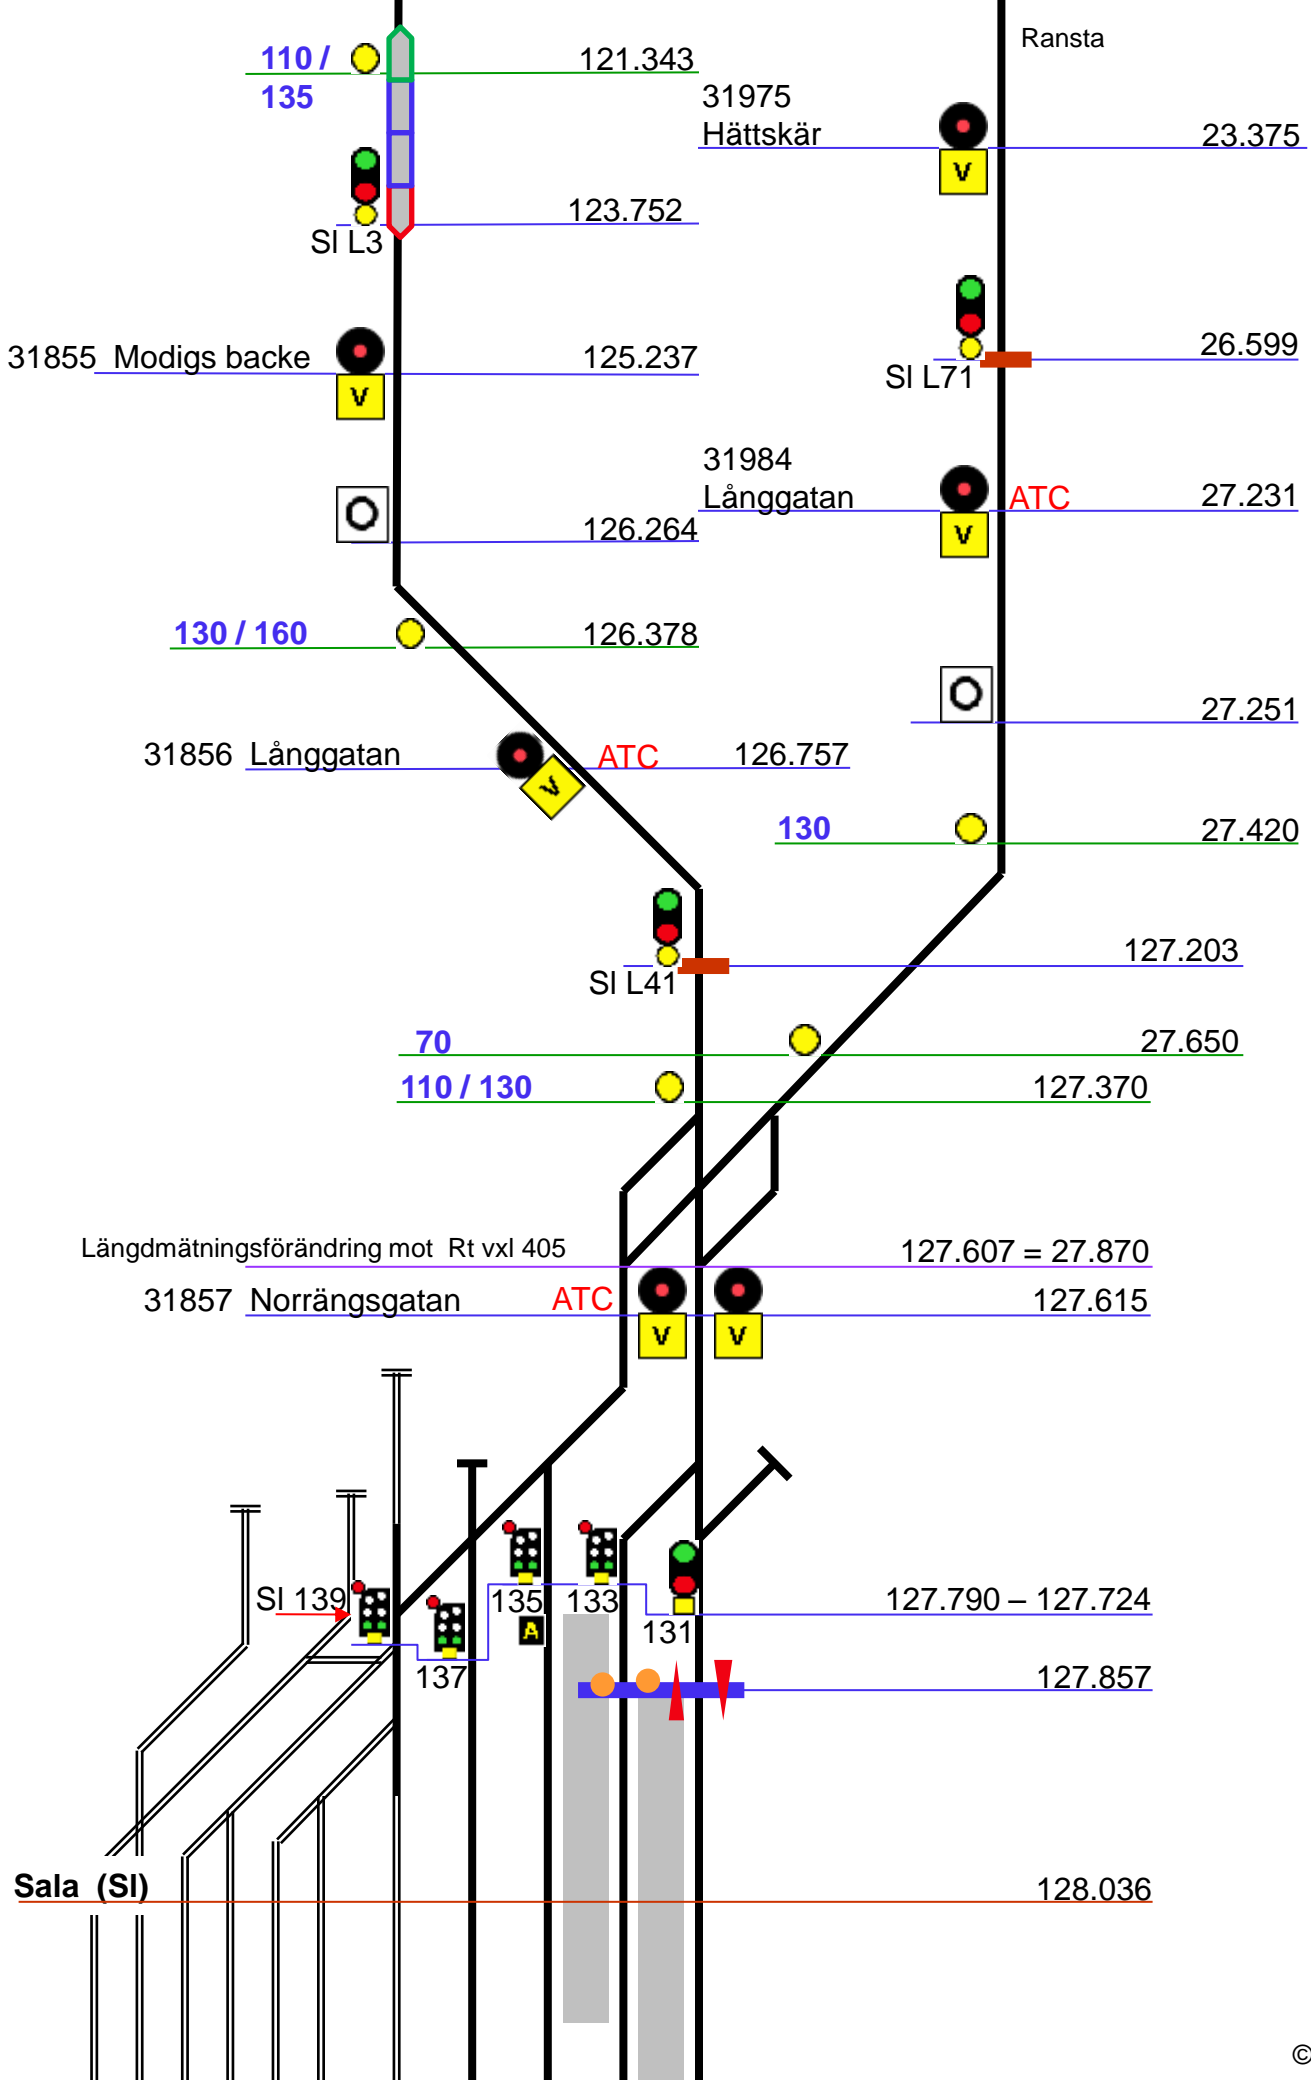 Ransta
110 / 121.343
135
31975
Hättskär 23.375
V
123.752
Sl L3
26.599
Sl L71
31855 Modigs backe 125.237
V
31984
Långgatan ATC 27.231
V
O 126.264
130 / 160 126.378
O 27.251
31856 Långgatan ATC 126.757
V
130 27.420
127.203
Sl L41
70 27.650
110 / 130 127.370
Längdmätningsförändring mot Rt vxl 405 127.607 = 27.870
31857 Norrängsgatan ATC 127.615
V V
Sl 139 135 133 127.790 – 127.724
A 131
137 127.857
Sala (Sl) 128.036
©